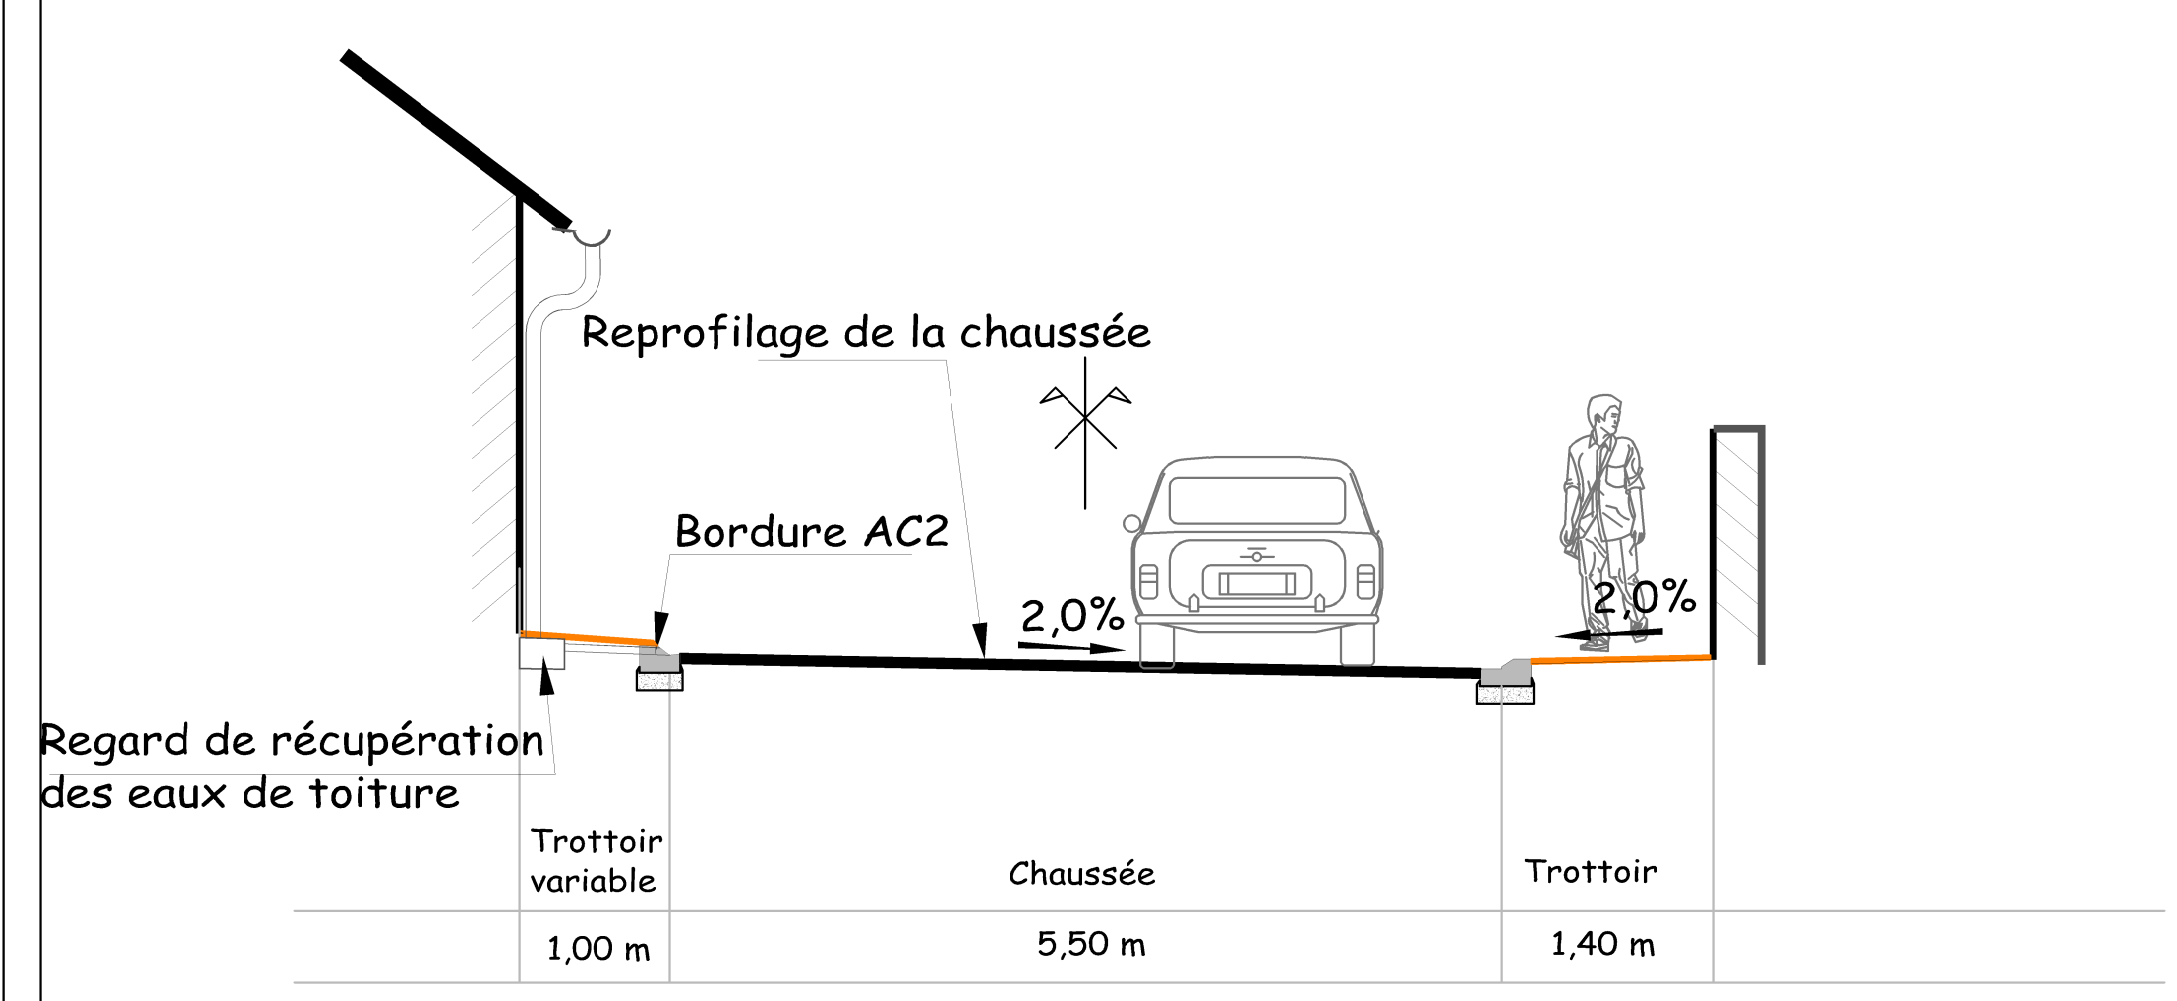 Reprofilage de la chaussée
Bordure AC2
2,0%
2,0%
Regard de récupération
des eaux de toiture
Trottoir
variable
Chaussée
Trottoir
1,00 m
5,50 m
1,40 m